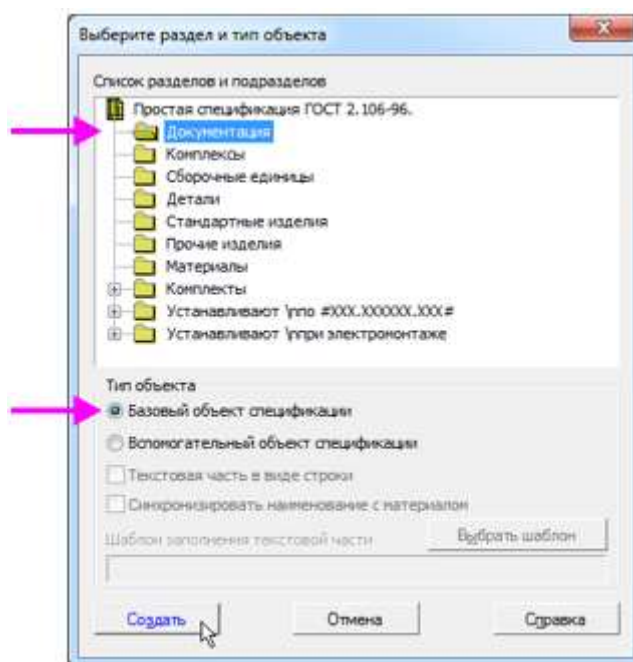 Выберите раздел и тип объекта
Список разделов и подразделов
Простая спецификация ГОСТ 2.106-96.
Документация
Комплексы
Сборочные единицы
Детали
Стандартные изделия
Прочие изделия
Материалы
Комплекты
Устанавливают \nпо #XXX.XXXXXX.XXX#
Устанавливают \nпри электромонтаже
Тип объекта
Базовый объект спецификации
Вспомогательный объект спецификации
Текстовая часть в виде строки
Синхронизировать наименование с материалом
Шаблон заполнения текстовой части
Выбрать шаблон
Создать Отмена Справка